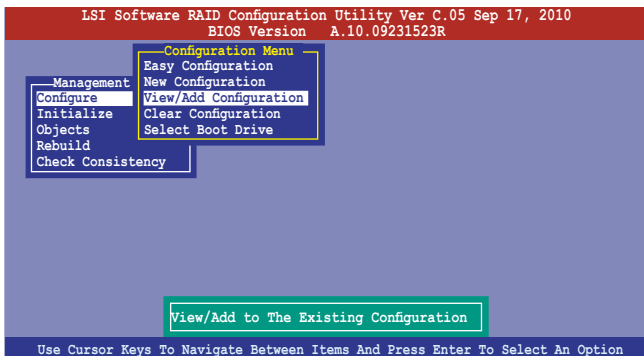 LSI Software RAID Configuration Utility Ver C.05 Sep 17, 2010
BIOS Version A.10.09231523R
Configuration Menu
Easy Configuration
New Configuration
View/Add Configuration
Clear Configuration
Select Boot Drive
Management
Configure
Initialize
Objects
Rebuild
Check Consistency
View/Add to The Existing Configuration
Use Cursor Keys To Navigate Between Items And Press Enter To Select An Option